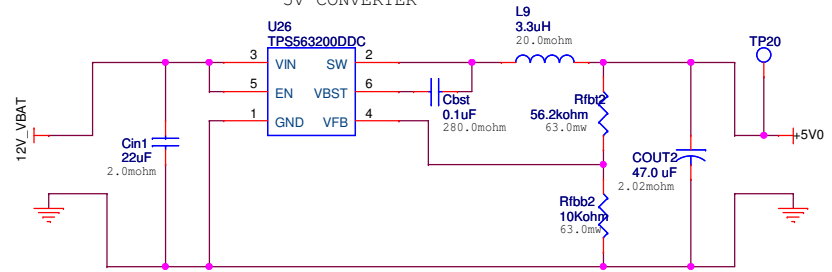 5V CONVERTER
U26
TPS563200DDC
3 VIN SW 2
5 EN VBST 6
1 GND VFB 4
L9
3.3uH
20.0mohm
TP20
Cbst
0.1uF
280.0mohm
Rfbt2
56.2kohm
63.0mw
12V_VBAT
Cin1
22uF
2.0mohm
+5V0
COUT2
47.0 uF
2.02mohm
Rfbb2
10Kohm
63.0mw